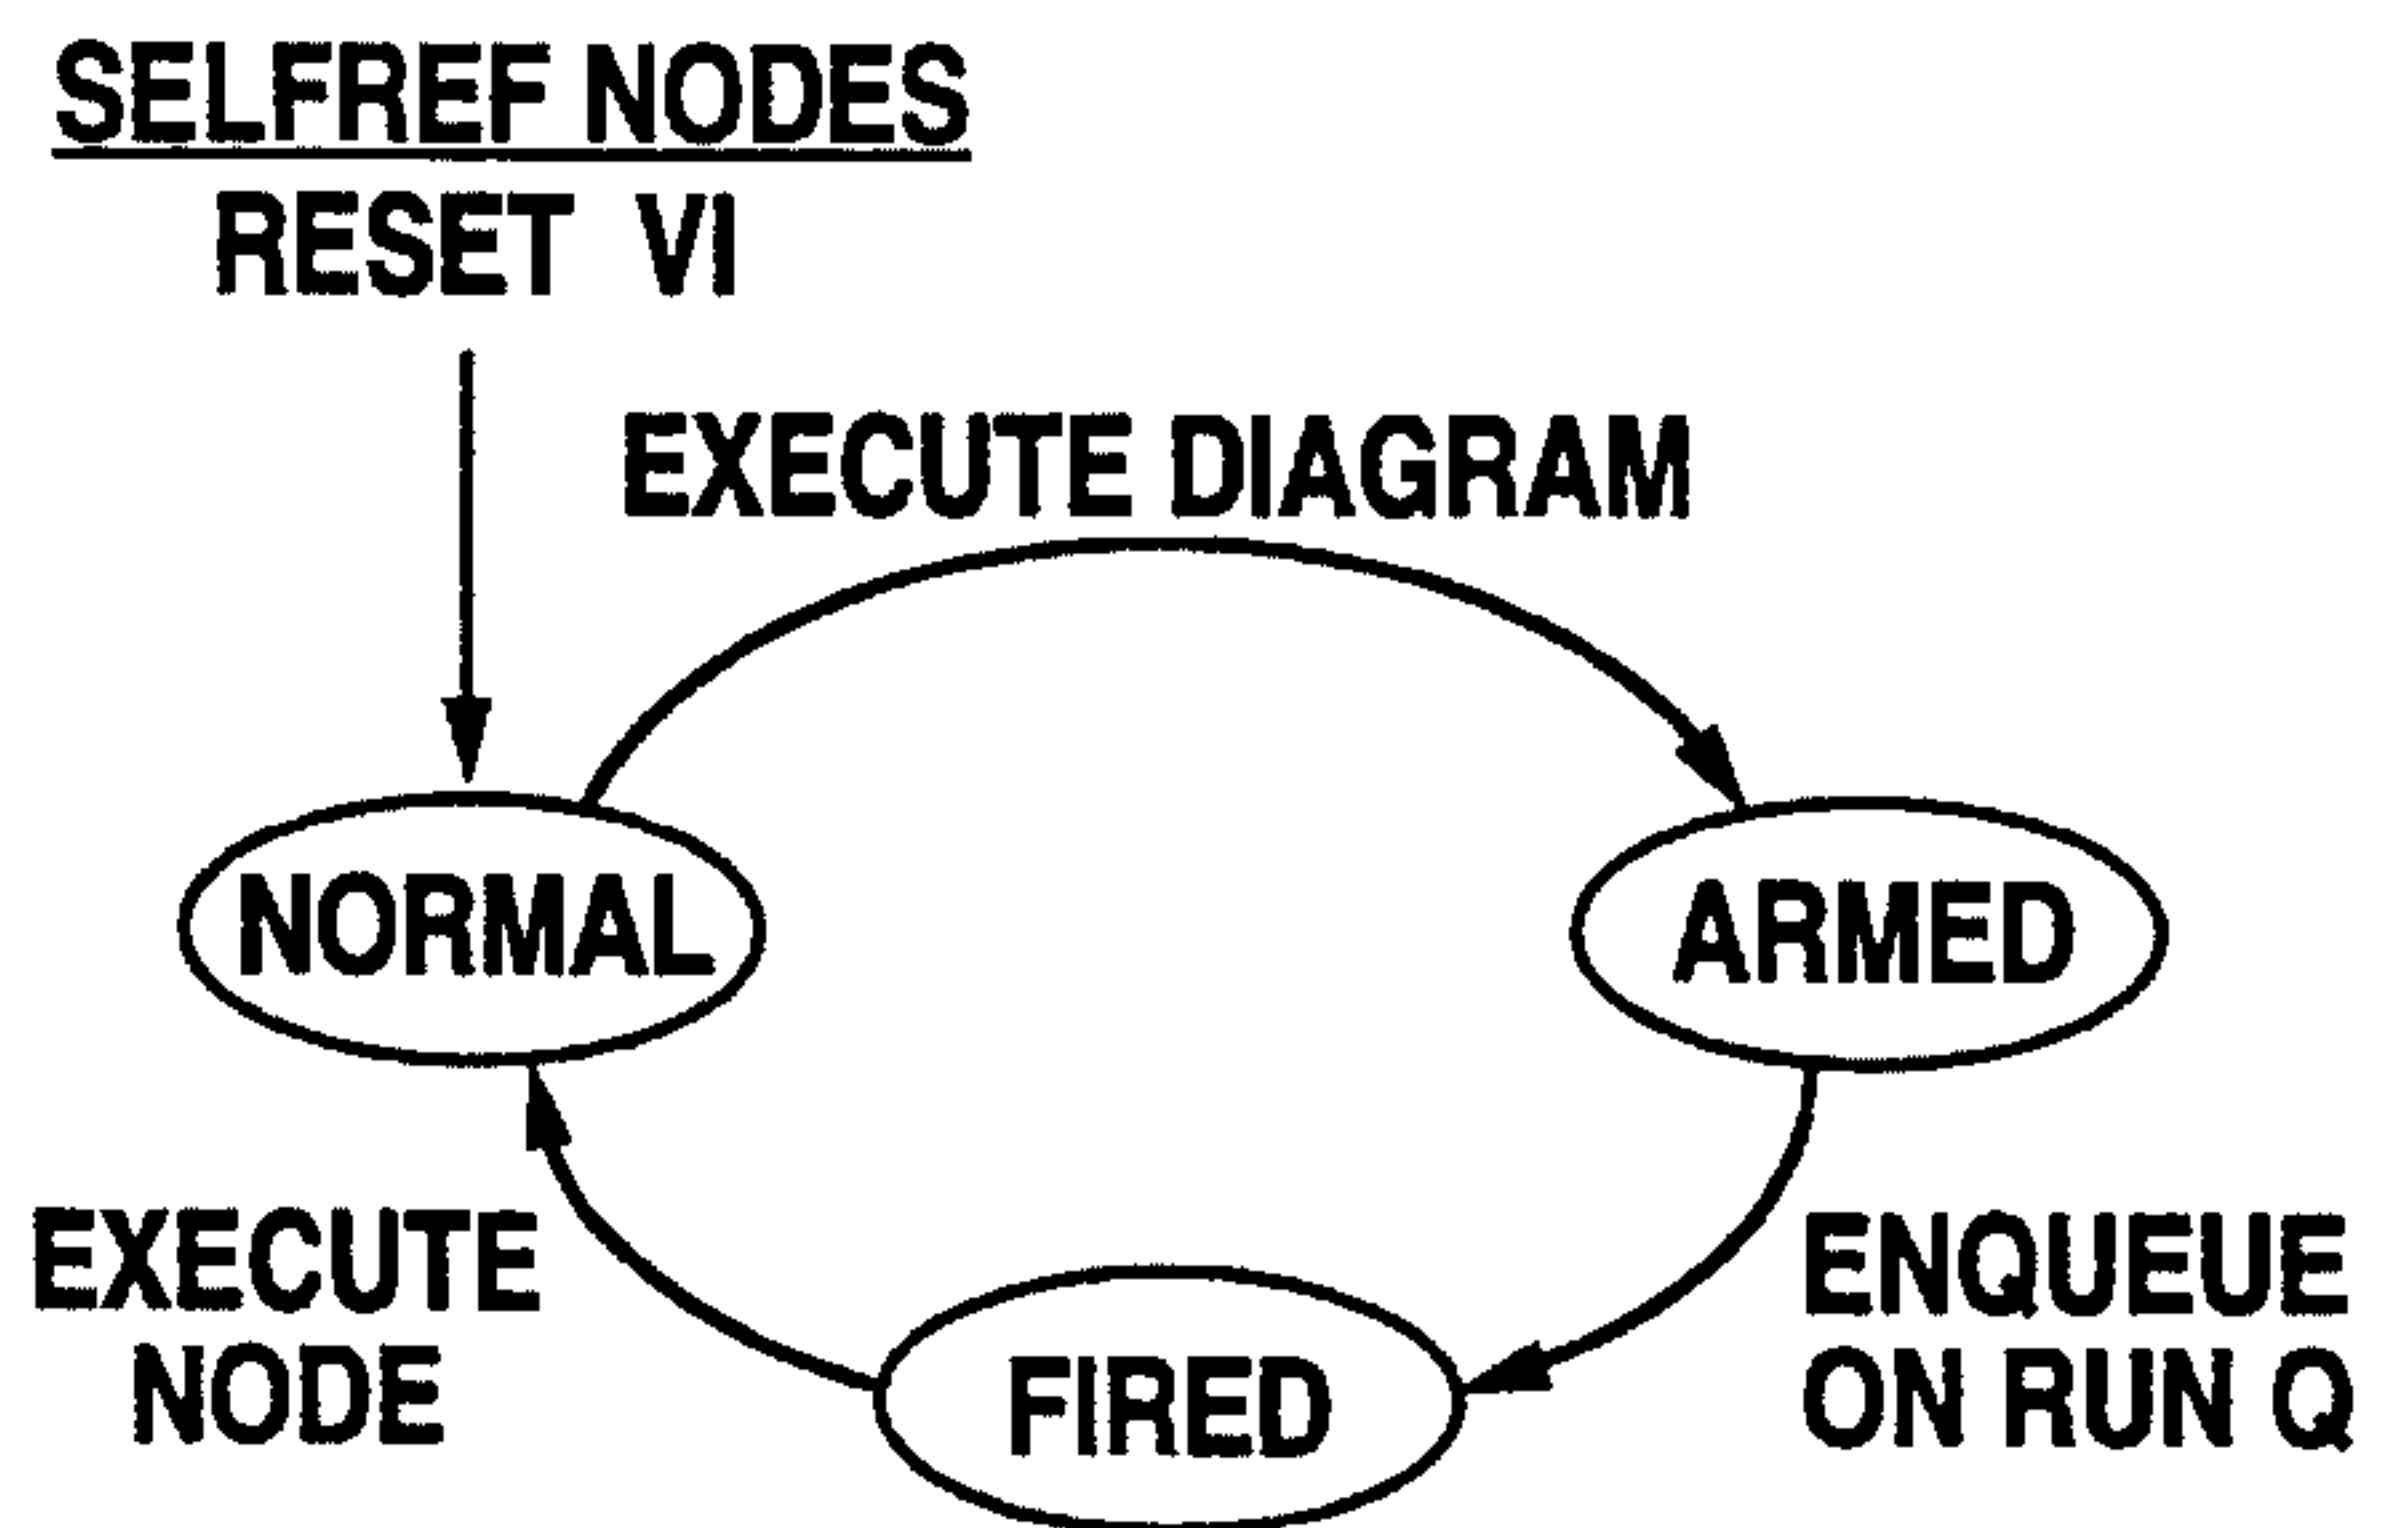 SELFREF NODES
RESET VI
EXECUTE DIAGRAM
NORMAL
ARMED
EXECUTE
NODE
ENQUEUE
ON RUN Q
FIRED